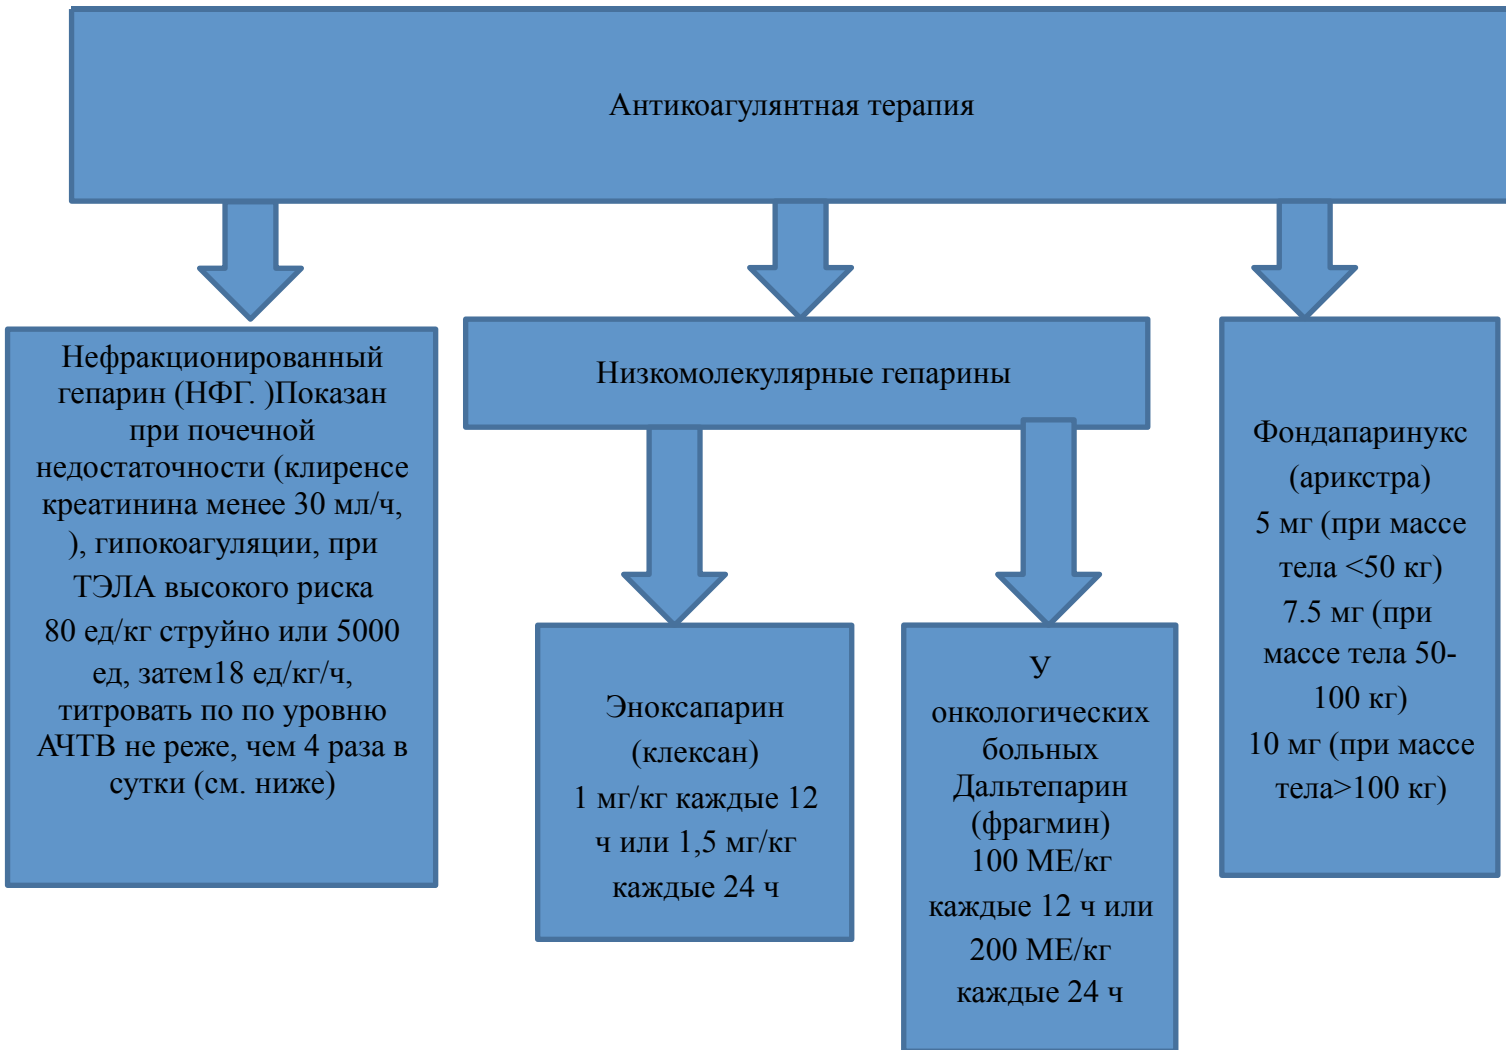 Антикоагулянтная терапия
Нефракционированный
гепарин (НФГ. )Показан
при почечной
недостаточности (клиренсе
креатинина менее 30 мл/ч,
), гипокоагуляции, при
ТЭЛА высокого риска
80 ед/кг струйно или 5000
ед, затем18 ед/кг/ч,
титровать по по уровню
АЧТВ не реже, чем 4 раза в
сутки (см. ниже)
Низкомолекулярные гепарины
Эноксапарин
(клексан)
1 мг/кг каждые 12
ч или 1,5 мг/кг
каждые 24 ч
У
онкологических
больных
Дальтепарин
(фрагмин)
100 МЕ/кг
каждые 12 ч или
200 МЕ/кг
каждые 24 ч
Фондапаринукс
(арикстра)
5 мг (при массе
тела <50 кг)
7.5 мг (при
массе тела 50-
100 кг)
10 мг (при массе
тела>100 кг)